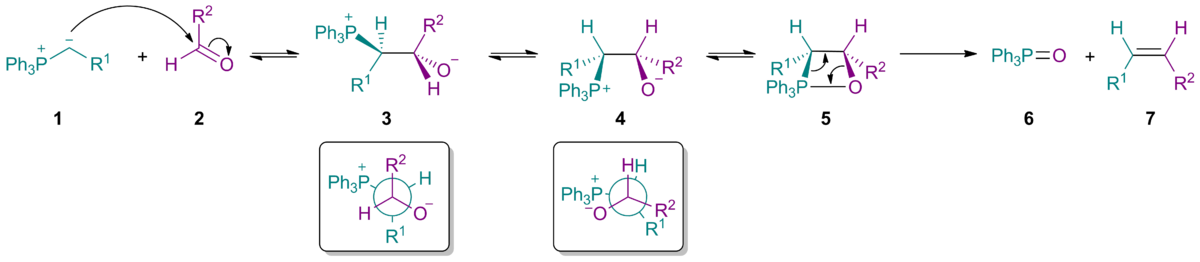 Ph3P+ − R1 + R2 H O ⇌ Ph3P+ H R2 R1 O− H ⇌ H H R1 R2 Ph3P+ O− ⇌ H H R1 R2 Ph3P O → Ph3P=O + H H R1 R2
1 2 3 4 5 6 7
Ph3P+ R2 H H O− R1
HH Ph3P+ −O R2 R1